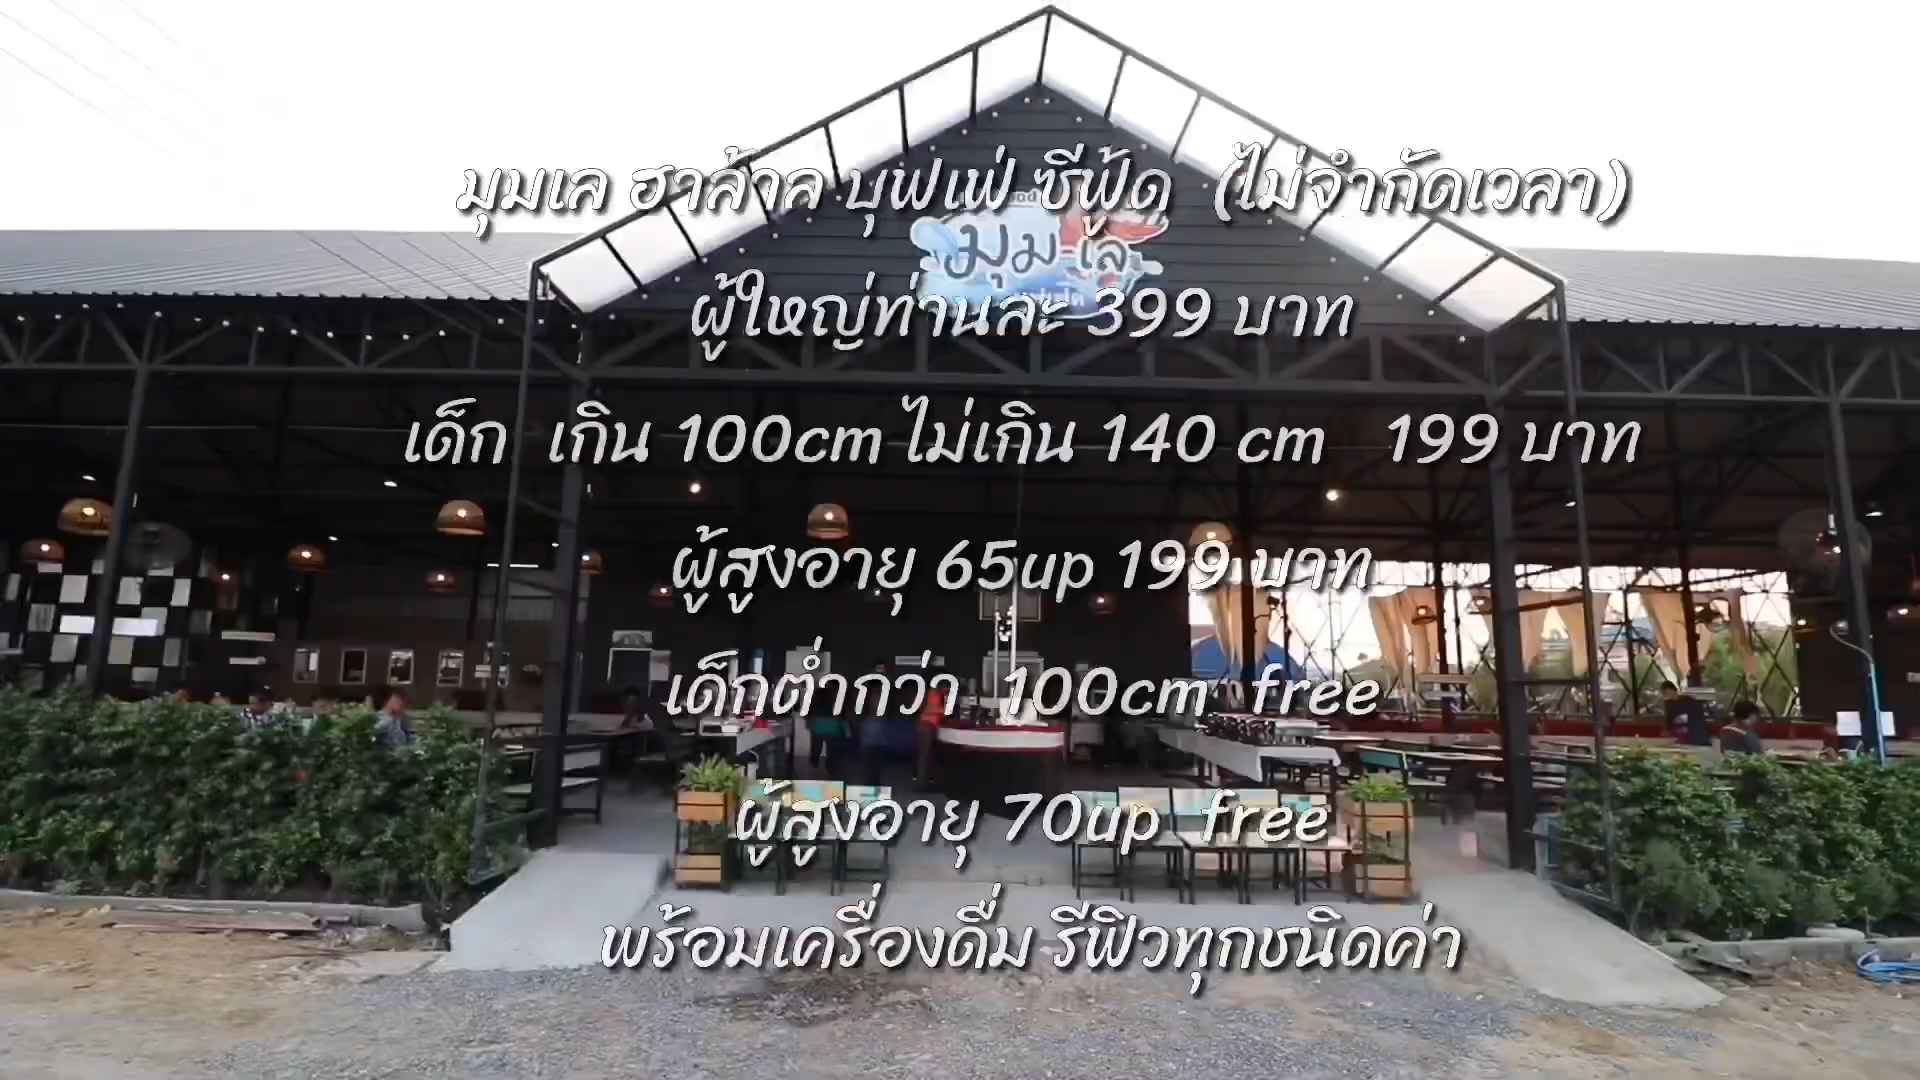 มุมเล ฮาล้าล บุฟเฟ่ ซีฟู้ด (ไม่จำกัดเวลา)
มุม เล
ผู้ใหญ่ท่านละ 399 บาท
เด็ก เกิน 100cm ไม่เกิน 140 cm 199 บาท
ผู้สูงอายุ 65up 199 บาท
เด็กต่ำกว่า 100cm free
ผู้สูงอายุ 70up free
พร้อมเครื่องดื่ม รีฟิวทุกชนิดค่า